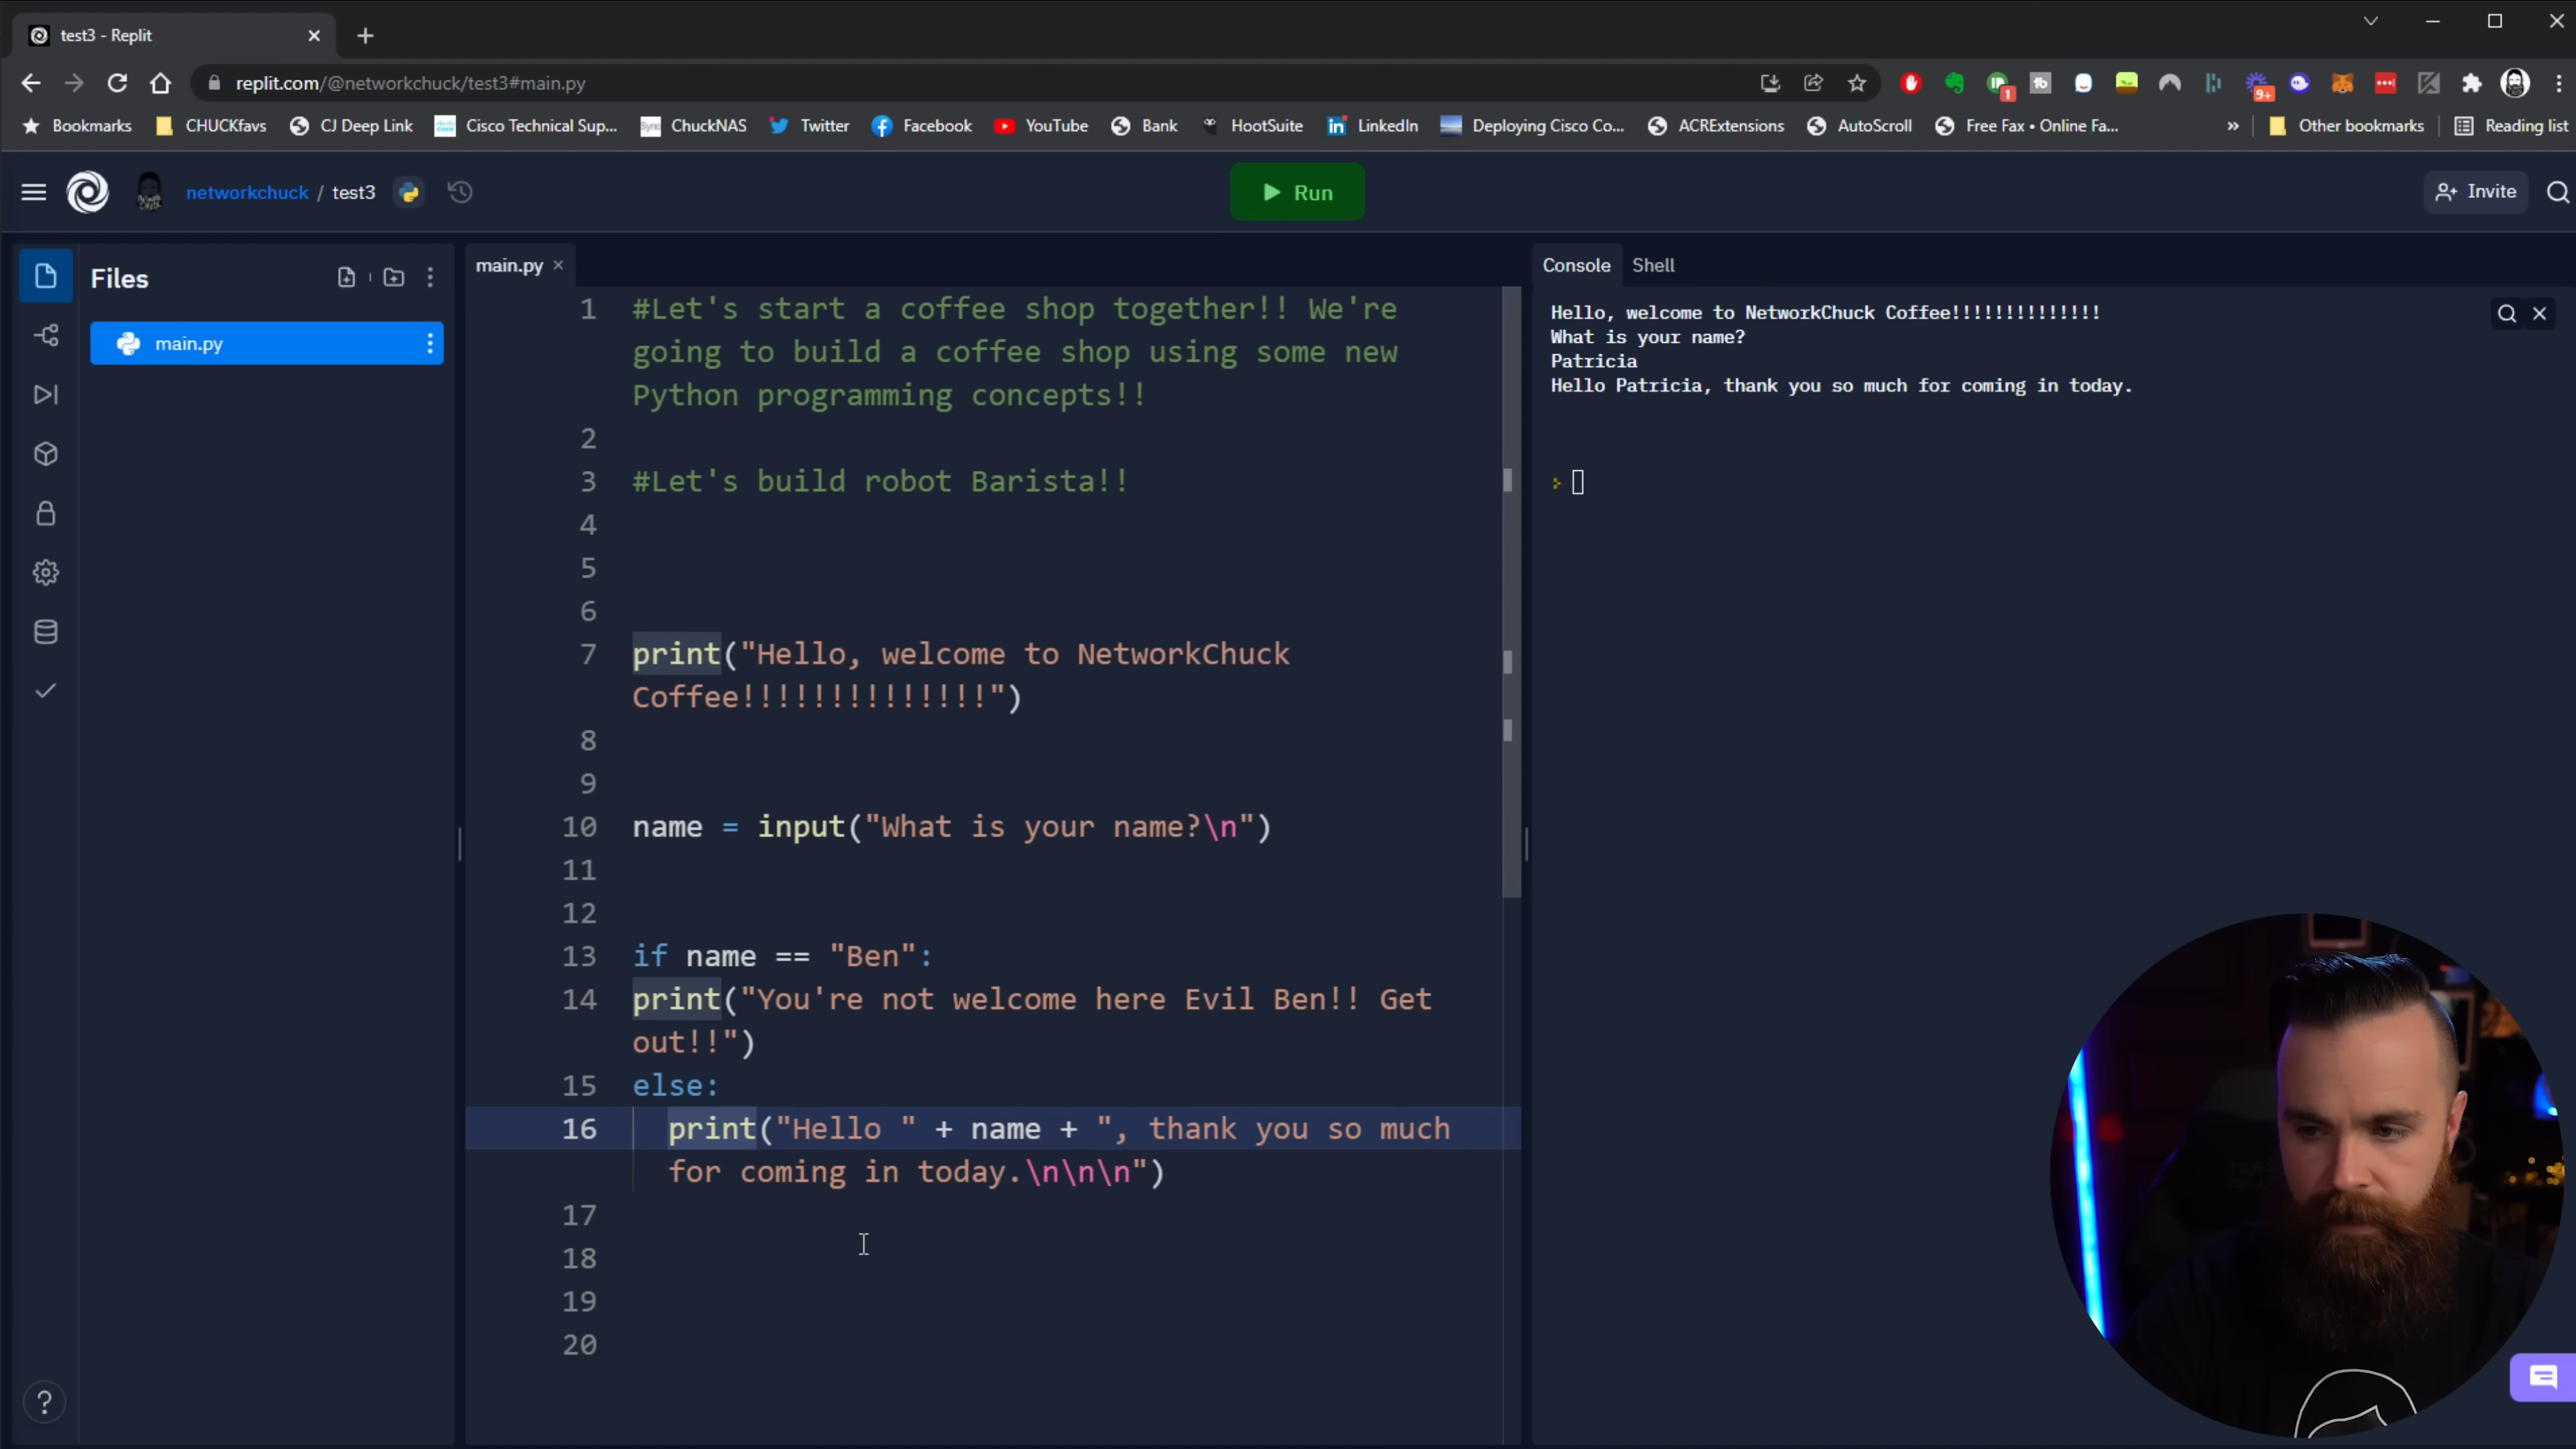 test3 - Replit
replit.com/@networkchuck/test3#main.py
1
9+
Bookmarks CHUCKfavs CJ Deep Link Cisco Technical Sup... ChuckNAS Twitter Facebook YouTube Bank HootSuite LinkedIn Deploying Cisco Co... ACRExtensions AutoScroll Free Fax • Online Fa... » Other bookmarks Reading list
networkchuck / test3
Run
Invite
Files
main.py
main.py
1 #Let's start a coffee shop together!! We're
going to build a coffee shop using some new
Python programming concepts!!
2
3 #Let's build robot Barista!!
4
5
6
7 print("Hello, welcome to NetworkChuck
Coffee!!!!!!!!!!!!!!")
8
9
10 name = input("What is your name?\n")
11
12
13 if name == "Ben":
14 print("You're not welcome here Evil Ben!! Get
out!!")
15 else:
16 print("Hello " + name + ", thank you so much
for coming in today.\n\n\n")
17
18
19
20
Console Shell
Hello, welcome to NetworkChuck Coffee!!!!!!!!!!!!!!
What is your name?
Patricia
Hello Patricia, thank you so much for coming in today.